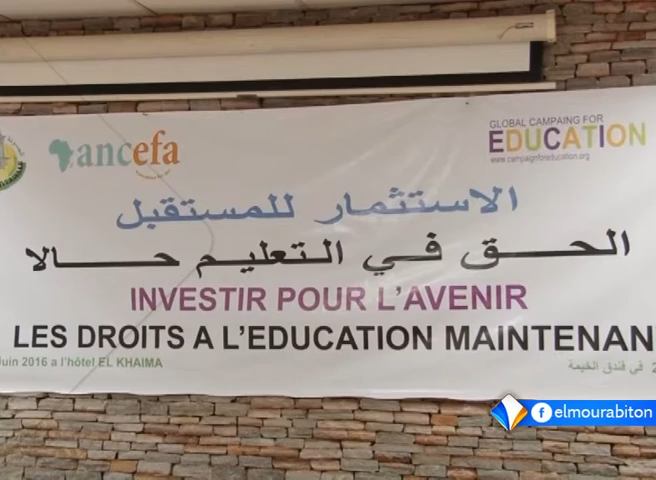 ancefa
GLOBAL CAMPAING FOR
EDUCATION
www.campaignforeducation.org
الاستثمار للمستقبل
الحق في التعليم حالا
INVESTIR POUR L'AVENIR
LES DROITS A L'EDUCATION MAINTENAN
Juin 2016 a l'hôtel EL KHAIMA
في فندق الخيمة
elmourabiton